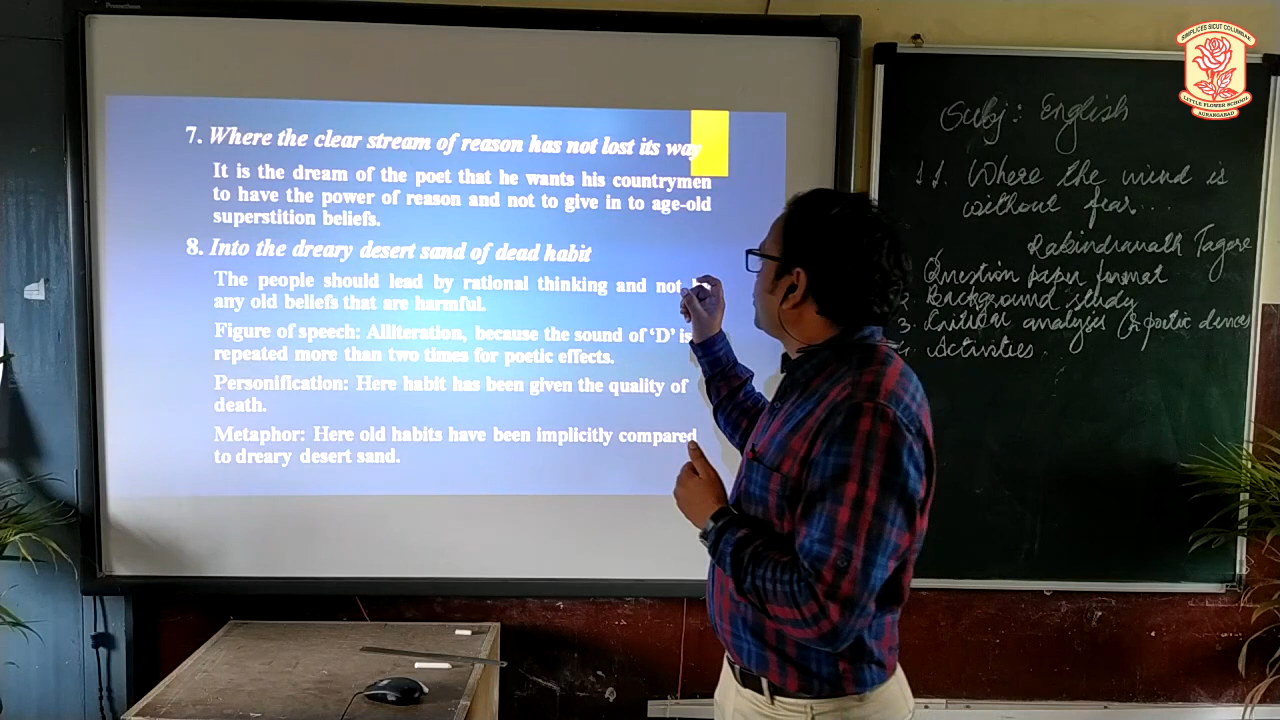 Promethean
7. Where the clear stream of reason has not lost its way
It is the dream of the poet that he wants his countrymen
to have the power of reason and not to give in to age-old
superstition beliefs.
8. Into the dreary desert sand of dead habit
The people should lead by rational thinking and not
any old beliefs that are harmful.
Figure of speech: Alliteration, because the sound of ‘D’ is
repeated more than two times for poetic effects.
Personification: Here habit has been given the quality of
death.
Metaphor: Here old habits have been implicitly compared
to dreary desert sand.
Subj: English
Where the mind is
without fear...
Rabindranath Tagore
Question paper format
2. Background study
3. Critical analysis (& poetic devices
4. Activities.
SIMPLICES SICUT COLUMBAE
LITTLE FLOWER SCHOOL
AURANGABAD